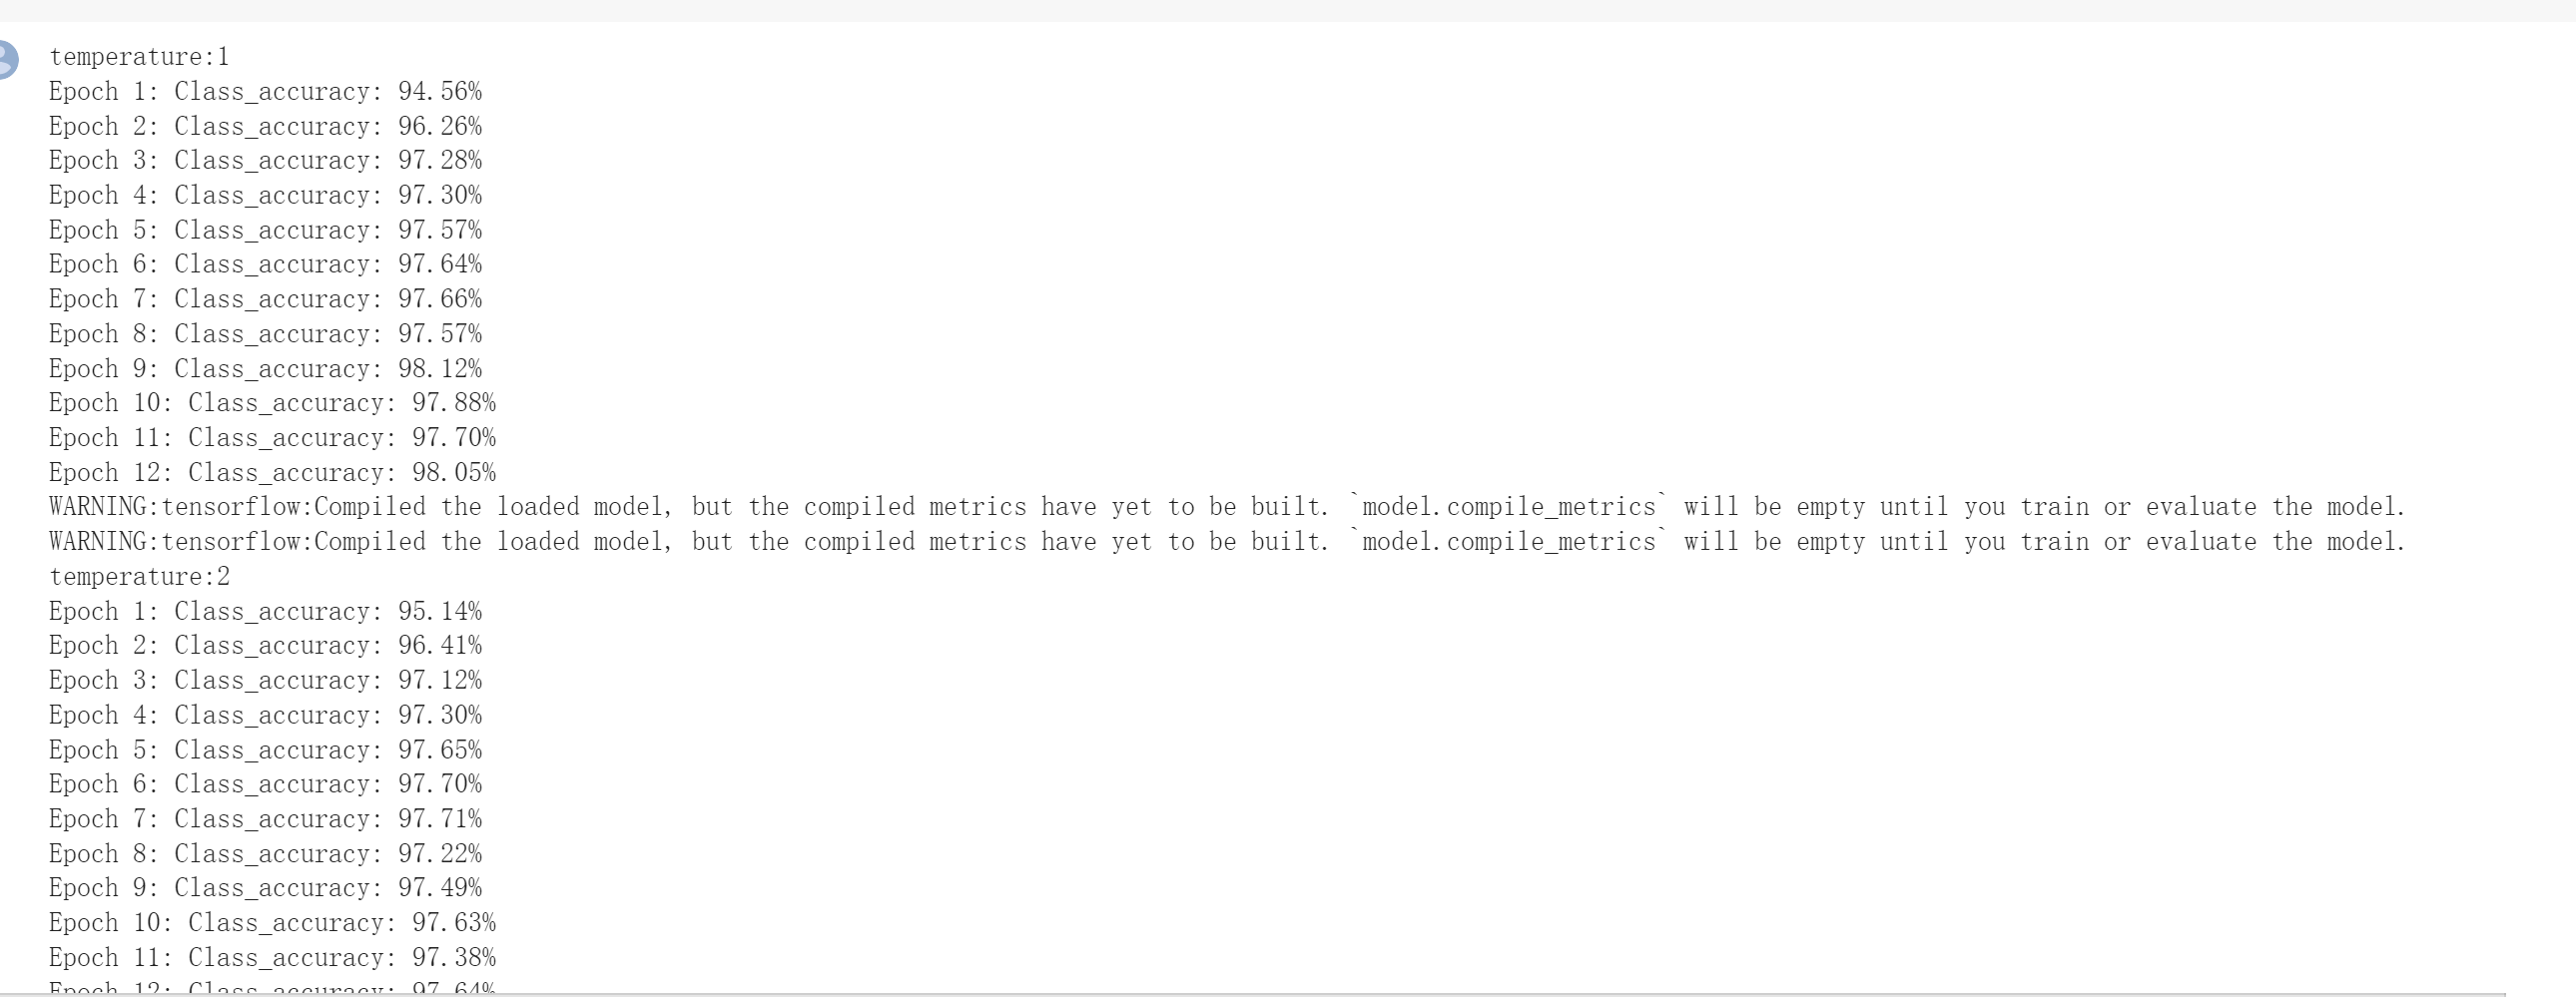 temperature:1
Epoch 1: Class_accuracy: 94.56%
Epoch 2: Class_accuracy: 96.26%
Epoch 3: Class_accuracy: 97.28%
Epoch 4: Class_accuracy: 97.30%
Epoch 5: Class_accuracy: 97.57%
Epoch 6: Class_accuracy: 97.64%
Epoch 7: Class_accuracy: 97.66%
Epoch 8: Class_accuracy: 97.57%
Epoch 9: Class_accuracy: 98.12%
Epoch 10: Class_accuracy: 97.88%
Epoch 11: Class_accuracy: 97.70%
Epoch 12: Class_accuracy: 98.05%
WARNING:tensorflow:Compiled the loaded model, but the compiled metrics have yet to be built. `model.compile_metrics` will be empty until you train or evaluate the model.
WARNING:tensorflow:Compiled the loaded model, but the compiled metrics have yet to be built. `model.compile_metrics` will be empty until you train or evaluate the model.
temperature:2
Epoch 1: Class_accuracy: 95.14%
Epoch 2: Class_accuracy: 96.41%
Epoch 3: Class_accuracy: 97.12%
Epoch 4: Class_accuracy: 97.30%
Epoch 5: Class_accuracy: 97.65%
Epoch 6: Class_accuracy: 97.70%
Epoch 7: Class_accuracy: 97.71%
Epoch 8: Class_accuracy: 97.22%
Epoch 9: Class_accuracy: 97.49%
Epoch 10: Class_accuracy: 97.63%
Epoch 11: Class_accuracy: 97.38%
Epoch 12: Class_accuracy: 97.64%